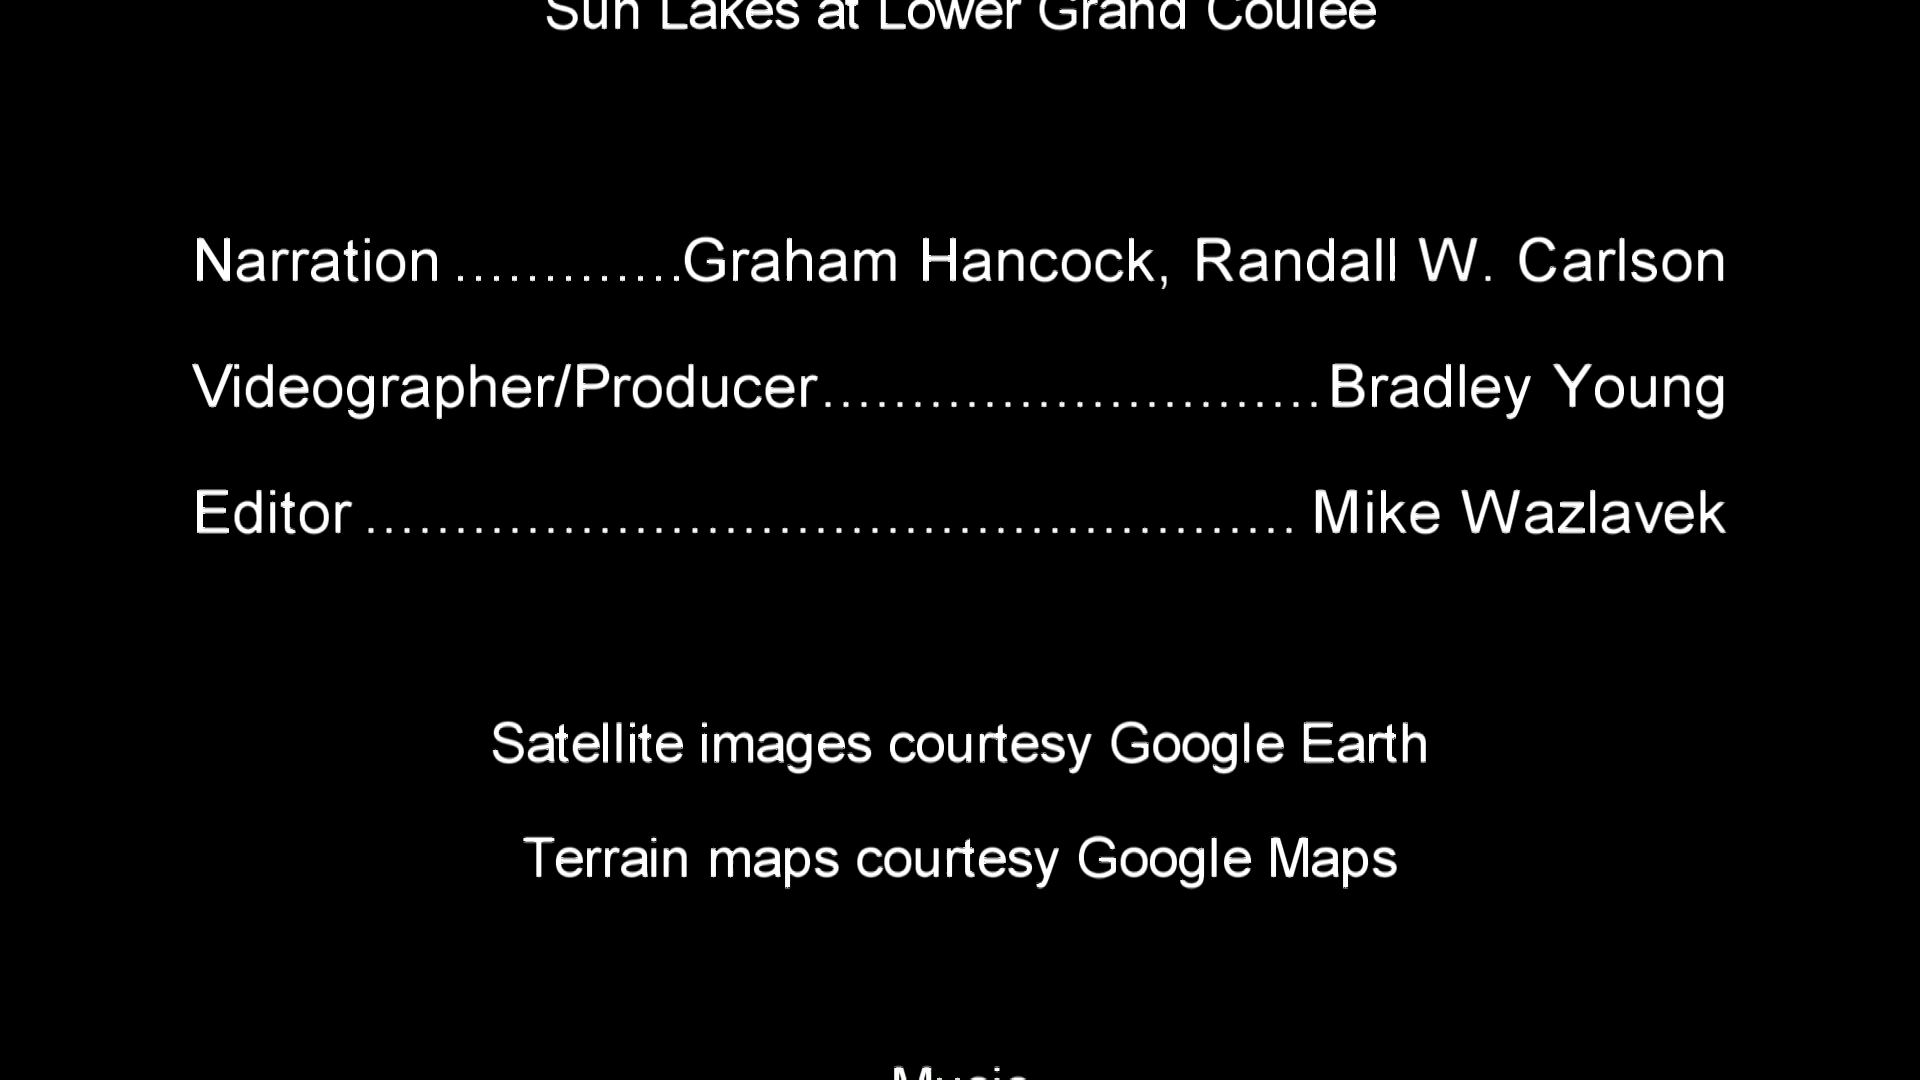 Sun Lakes at Lower Grand Coulee
Narration .............Graham Hancock, Randall W. Carlson
Videographer/Producer............................Bradley Young
Editor .................................................... Mike Wazlavek
Satellite images courtesy Google Earth
Terrain maps courtesy Google Maps
Music